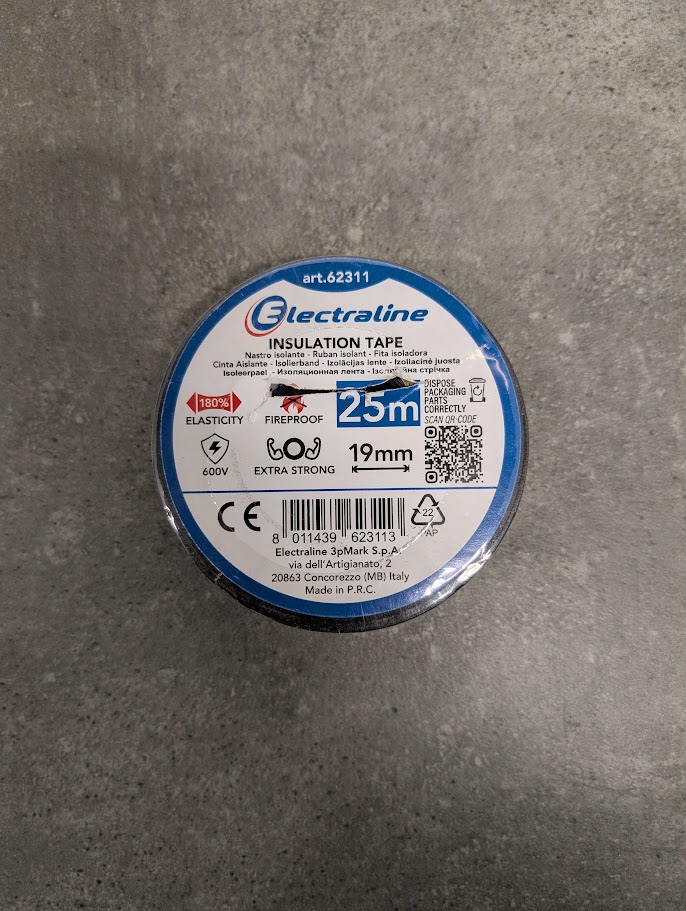 art.62311
Electraline
INSULATION TAPE
Nastro isolante - Ruban isolant - Fita isoladora
Cinta Aislante - Isolierband - Izolācijas lente - Izoliacinė juosta
Изоляционная лента - стрічка
180%
ELASTICITY
FIREPROOF
25m
DISPOSE
PACKAGING
PARTS
CORRECTLY
SCAN QR-CODE
600V
EXTRA STRONG
19mm
CE
8 011439 623113
22
PAP
Electraline 3pMark S.p.A.
via dell'Artigianato, 2
20863 Concorezzo (MB) Italy
Made in P.R.C.